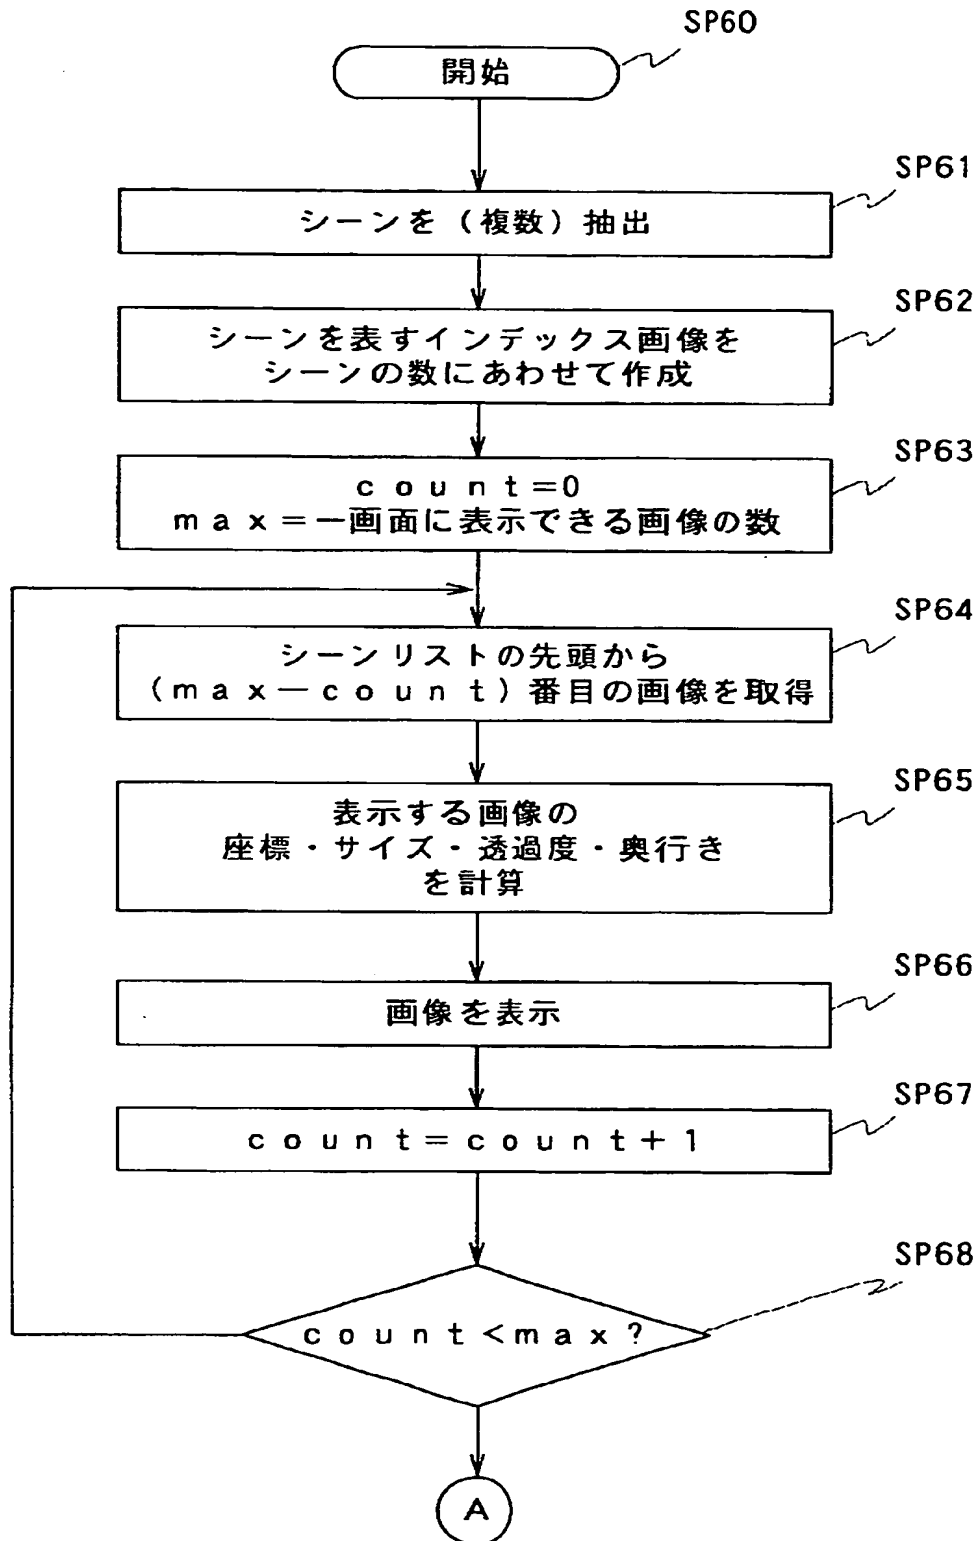 SP60
開始
SP61
シーンを（複数）抽出
SP62
シーンを表すインデックス画像を
シーンの数にあわせて作成
SP63
count=0
max=一画面に表示できる画像の数
SP64
シーンリストの先頭から
(max－count)番目の画像を取得
SP65
表示する画像の
座標・サイズ・透過度・奥行き
を計算
SP66
画像を表示
SP67
count=count+1
SP68
count<max?
A